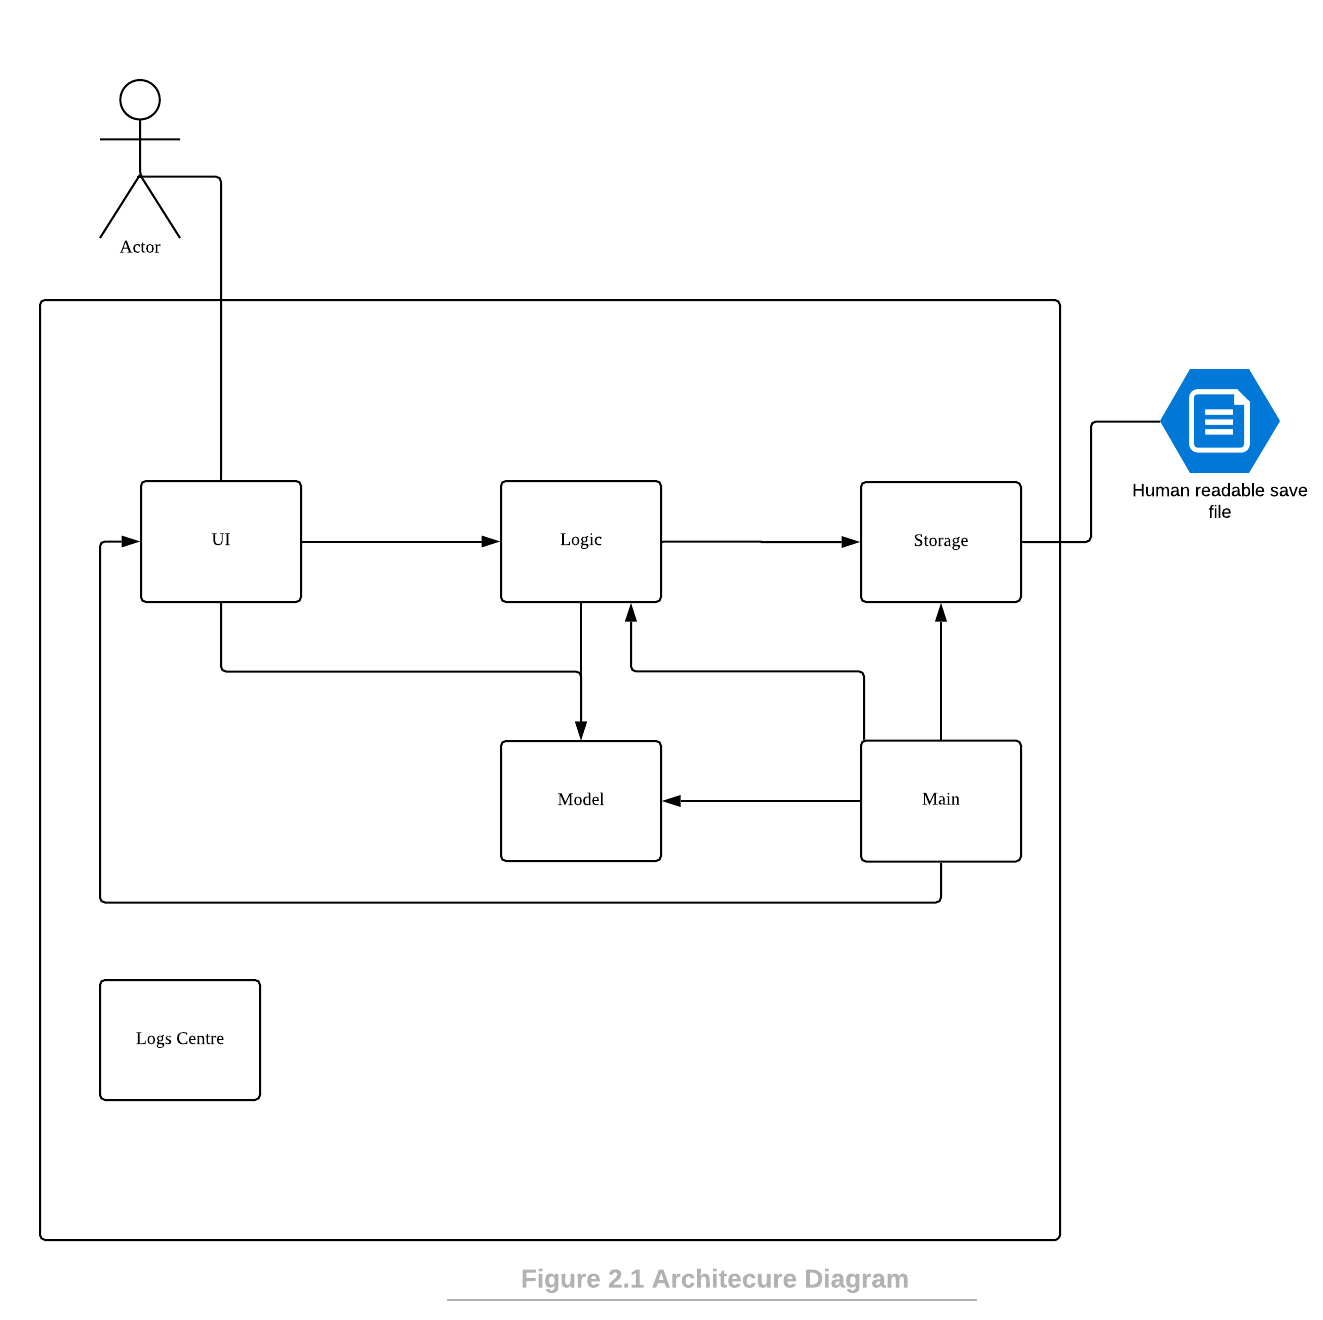 Actor
Human readable save
file
UI
Logic
Storage
Model
Main
Logs Centre
Figure 2.1 Architecure Diagram